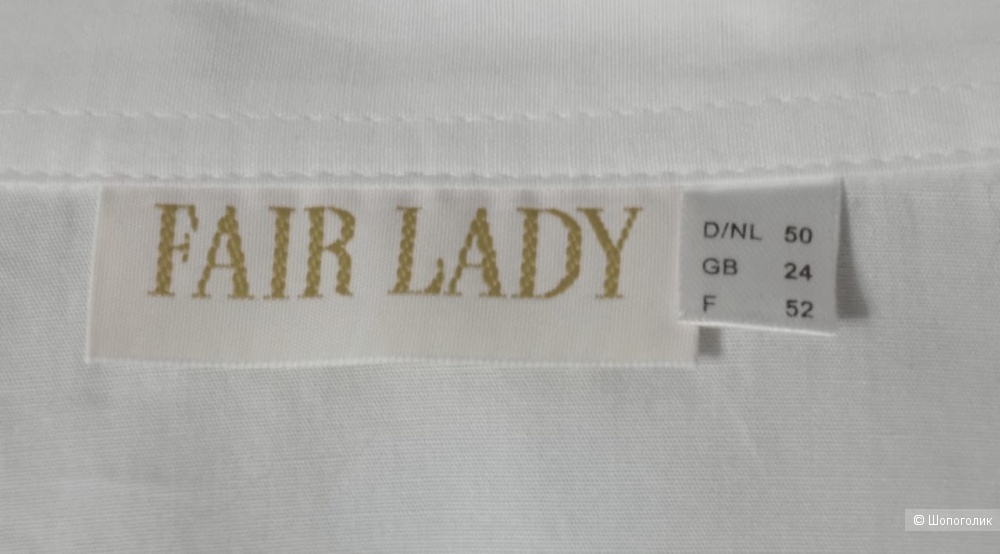 FAIR LADY
D/NL 50
GB 24
F 52
© Шопоголик